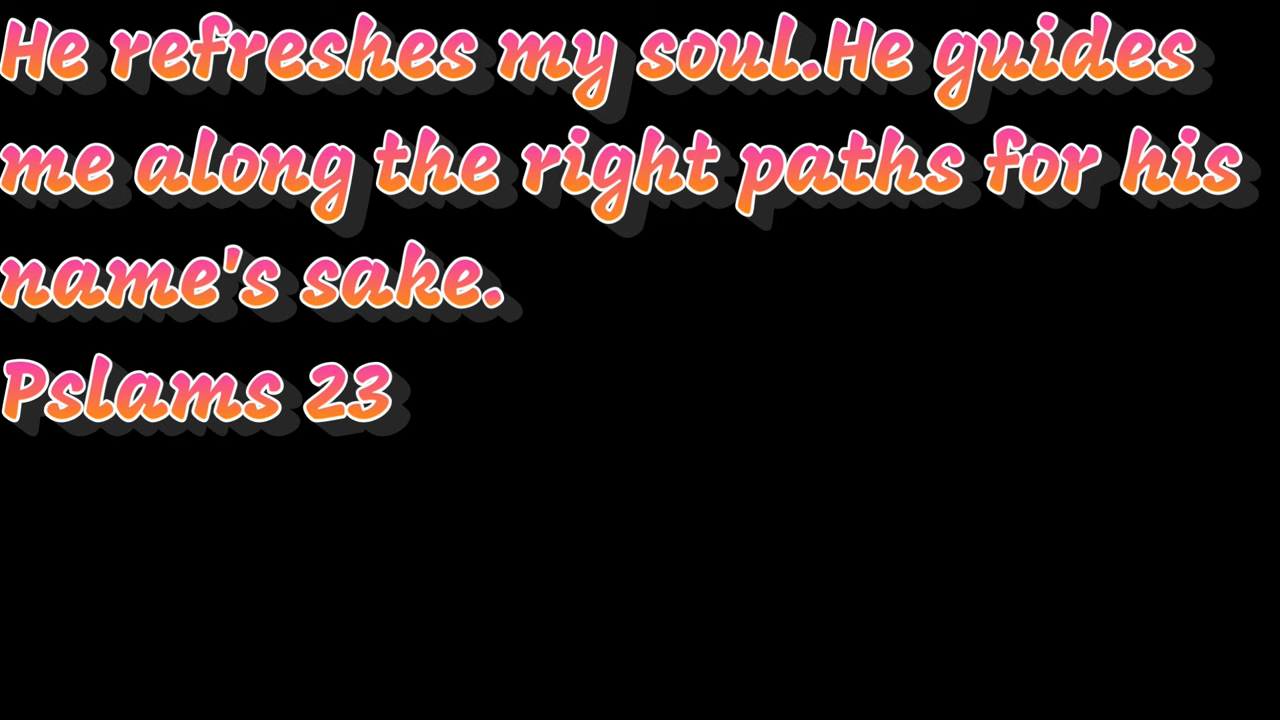 He refreshes my soul.He guides
me along the right paths for his
name's sake.
Pslams 23